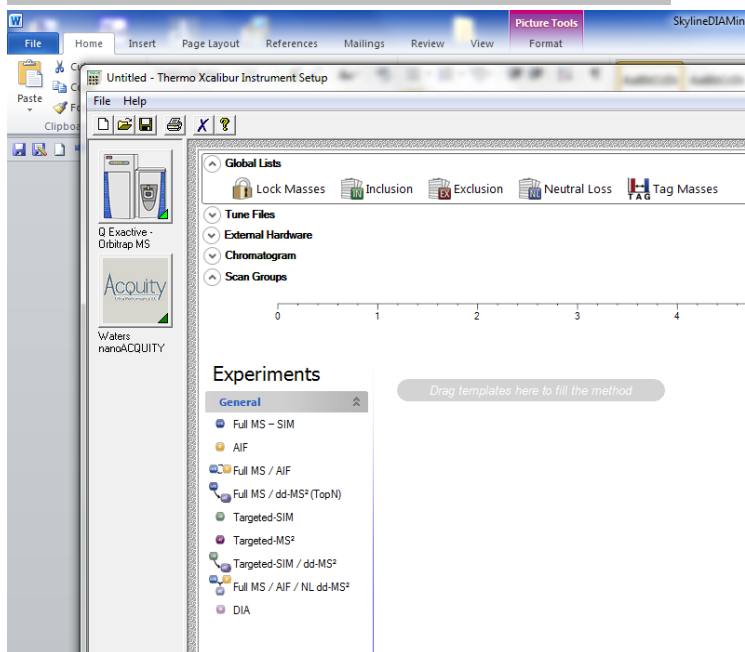 Picture Tools
SkylineDIAMin
File Home Insert Page Layout References Mailings Review View Format
Paste
Clipboa
Untitled - Thermo Xcalibur Instrument Setup
File Help
Global Lists
Lock Masses Inclusion Exclusion Neutral Loss Tag Masses
Tune Files
External Hardware
Chromatogram
Scan Groups
0 1 2 3 4
Q Exactive -
Orbitrap MS
Acquity
Waters
nanoACQUITY
Experiments
Drag templates here to fill the method
General
Full MS – SIM
AIF
Full MS / AIF
Full MS / dd-MS² (TopN)
Targeted-SIM
Targeted-MS²
Targeted-SIM / dd-MS²
Full MS / AIF / NL dd-MS²
DIA